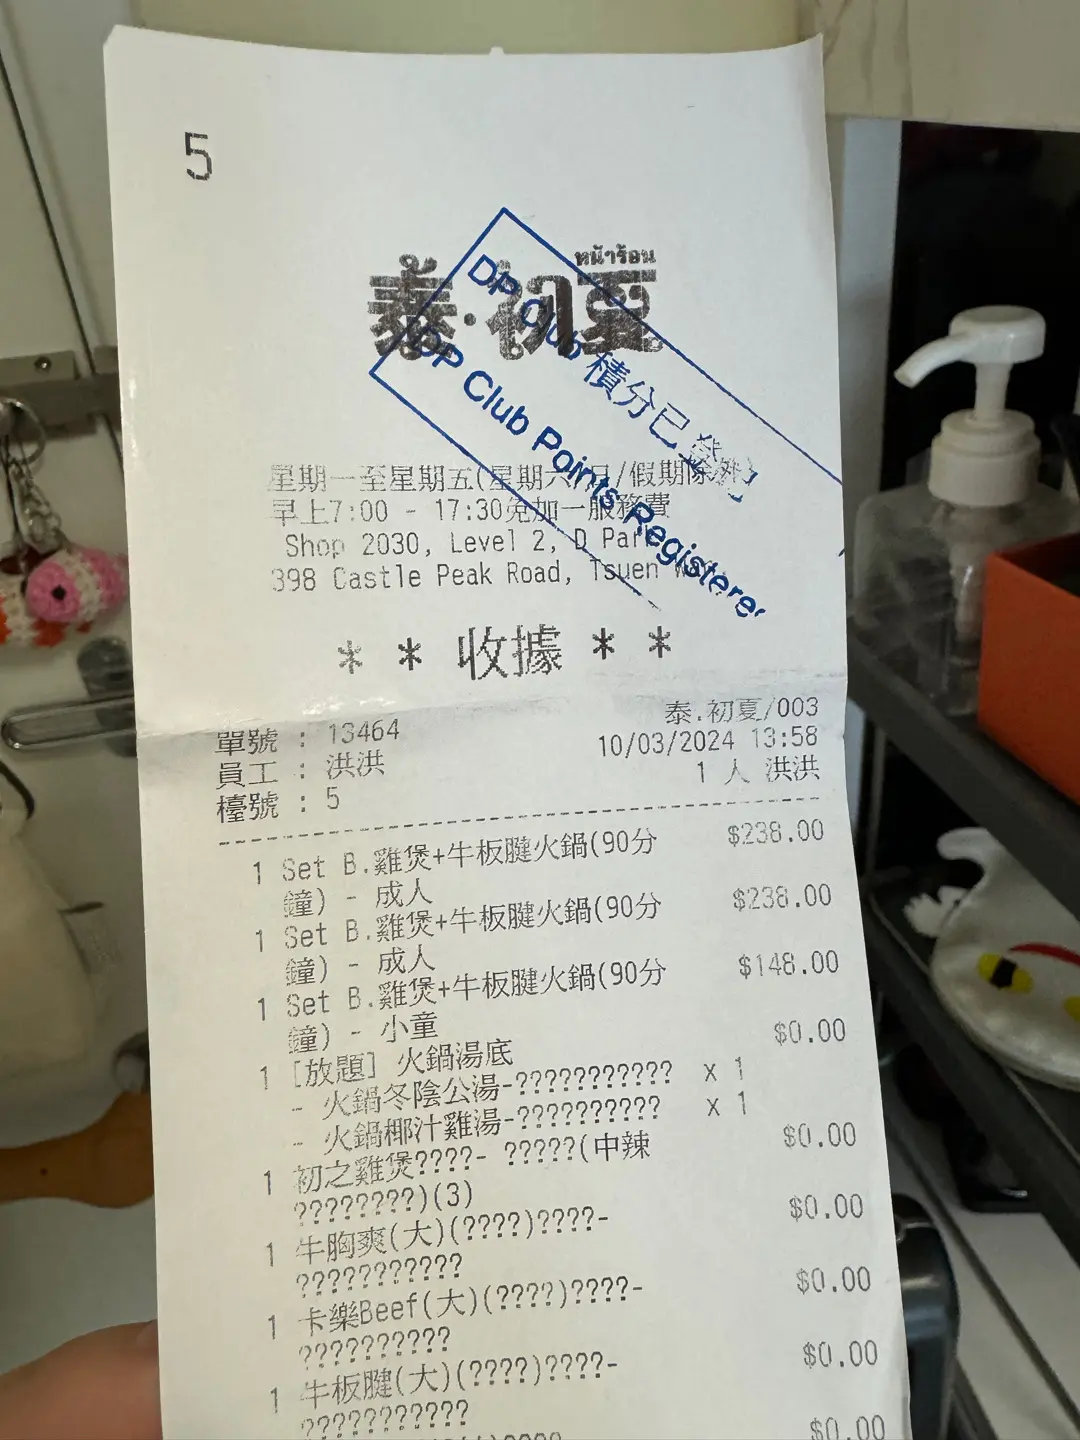 5
หน้าร้อน
泰·初夏
DP Club 積分已登記
DP Club Points Registered
星期一至星期五(星期六/日/假期除外)
早上7:00 - 17:30免加一服務費
Shop 2030, Level 2, D Park
398 Castle Peak Road, Tsuen
* * 收據 * *
泰.初夏/003
單號 : 13464
10/03/2024 13:58
員工 : 洪洪
1 人 洪洪
檯號 : 5
1 Set B.雞煲+牛板腱火鍋(90分 $238.00
鐘) - 成人
1 Set B.雞煲+牛板腱火鍋(90分 $238.00
鐘) - 成人
1 Set B.雞煲+牛板腱火鍋(90分 $148.00
鐘) - 小童
1 [放題] 火鍋湯底 $0.00
- 火鍋冬陰公湯-??????????? x 1
- 火鍋椰汁雞湯-?????????? x 1
1 初之雞煲????- ?????(中辣 $0.00
????????)(3)
1 牛胸爽(大)(????)????- $0.00
???????????
1 卡樂Beef(大)(????)????- $0.00
??????????
1 牛板腱(大)(????)????- $0.00
???????????
$0.00